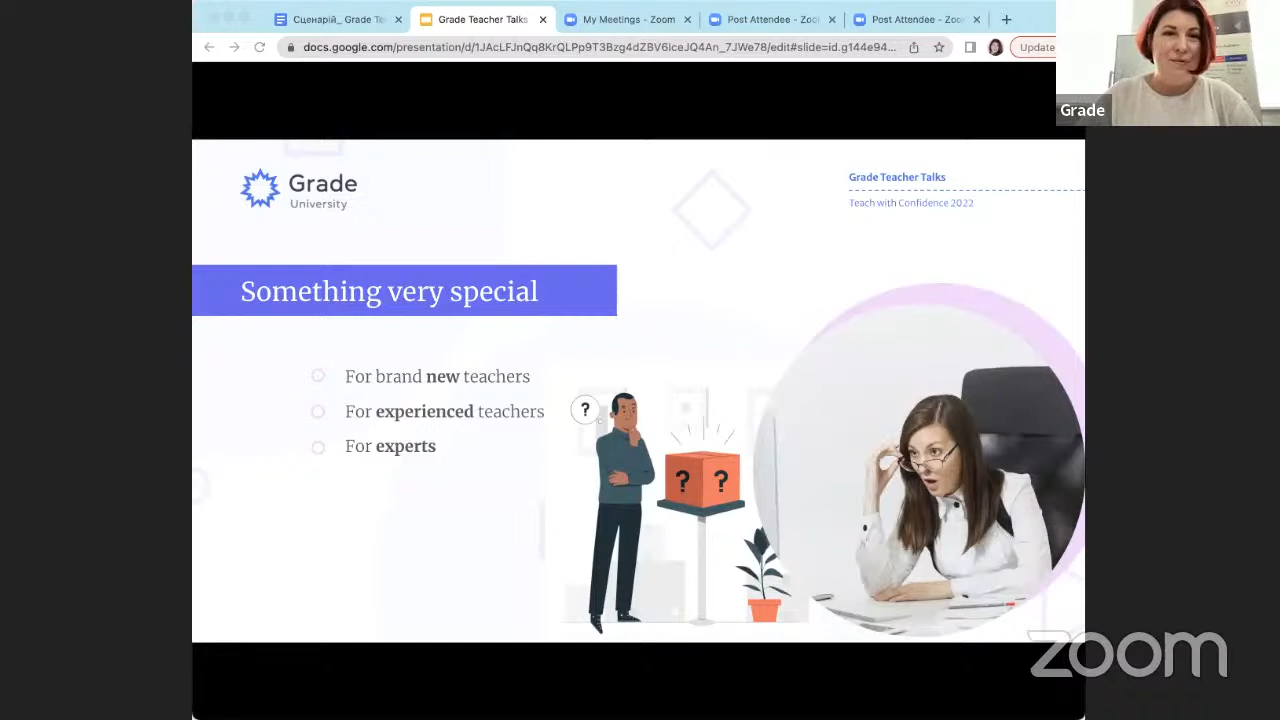 Сценарій_ Grade Te
Grade Teacher Talks
My Meetings - Zoom
Post Attendee - Zoo
Post Attendee - Zoo
docs.google.com/presentation/d/1JAcLFJnQq8KrQLPp9T3Bzg4dZBV6iceJQ4An_7JWe78/edit#slide=id.g144e94...
Update
Grade
Grade
University
Grade Teacher Talks
Teach with Confidence 2022
Something very special
For brand new teachers
For experienced teachers
For experts
?
? ?
zoom